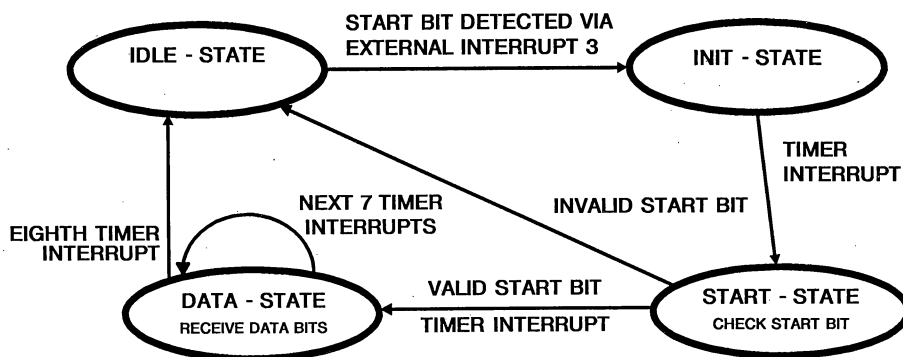 IDLE - STATE
START BIT DETECTED VIA
EXTERNAL INTERRUPT 3
INIT - STATE
TIMER
INTERRUPT
INVALID START BIT
NEXT 7 TIMER
INTERRUPTS
EIGHTH TIMER
INTERRUPT
DATA - STATE
RECEIVE DATA BITS
VALID START BIT
TIMER INTERRUPT
START - STATE
CHECK START BIT